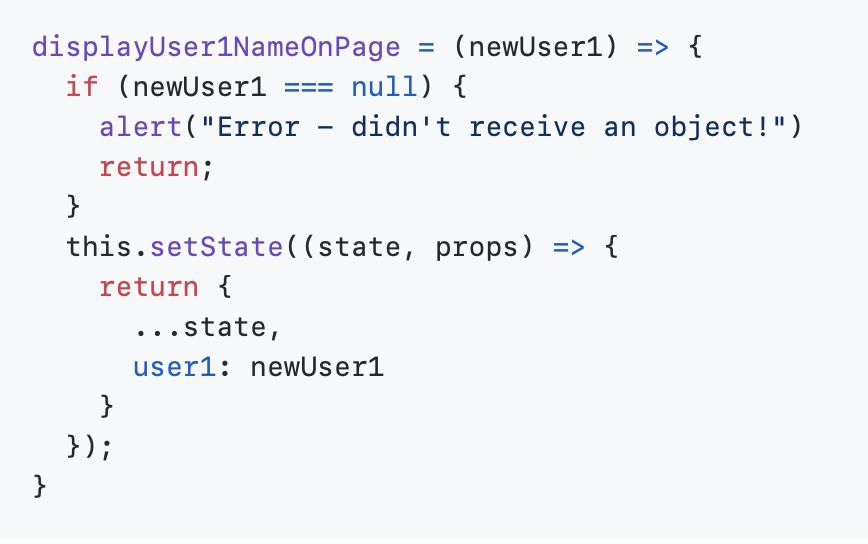 displayUser1NameOnPage = (newUser1) => {
  if (newUser1 === null) {
    alert("Error – didn't receive an object!")
    return;
  }
  this.setState((state, props) => {
    return {
      ...state,
      user1: newUser1
    }
  });
}